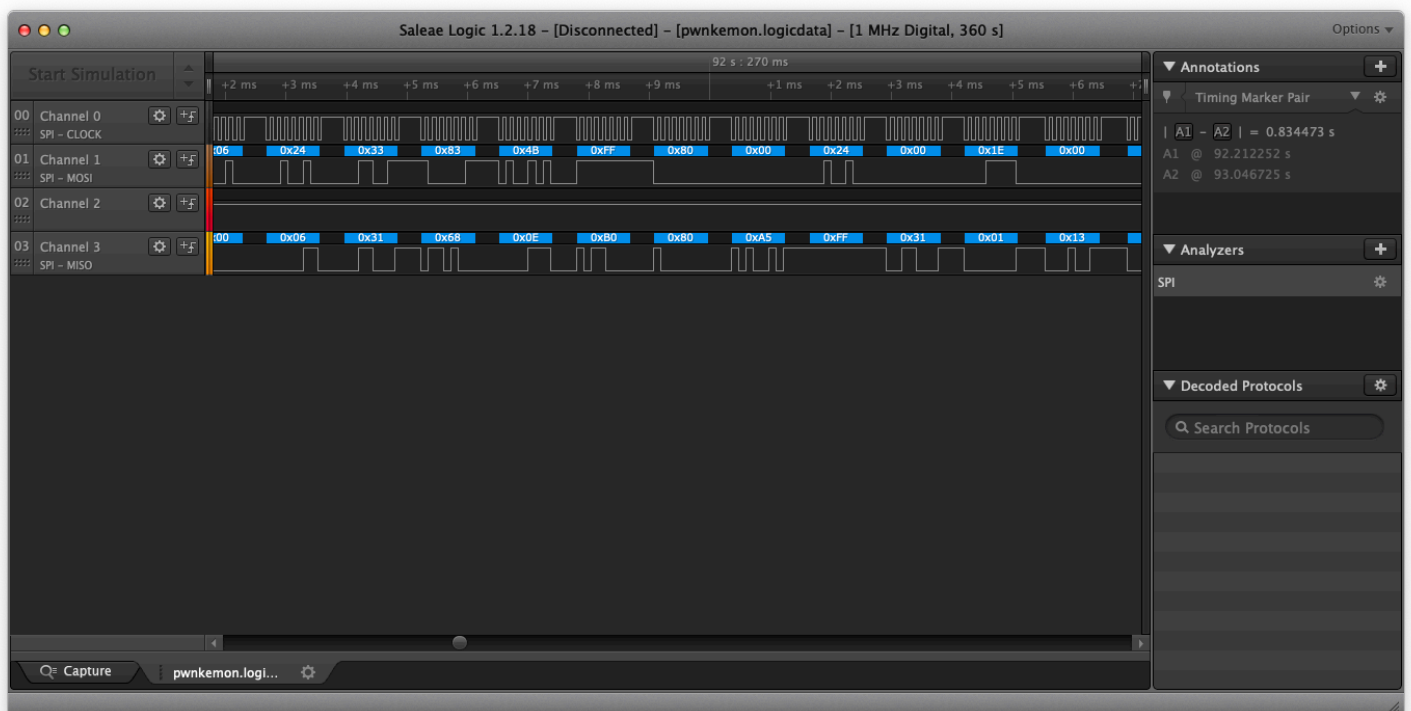 Saleae Logic 1.2.18 – [Disconnected] – [pwnkemon.logicdata] – [1 MHz Digital, 360 s]
Options
Start Simulation
92 s : 270 ms
+2 ms +3 ms +4 ms +5 ms +6 ms +7 ms +8 ms +9 ms +1 ms +2 ms +3 ms +4 ms +5 ms +6 ms
00 Channel 0
SPI – CLOCK
01 Channel 1
SPI – MOSI
:06 0x24 0x33 0x83 0x4B 0xFF 0x80 0x00 0x24 0x00 0x1E 0x00
02 Channel 2
03 Channel 3
SPI – MISO
:00 0x06 0x31 0x68 0x0E 0xB0 0x80 0xA5 0xFF 0x31 0x01 0x13
Capture
pwnkemon.logi...
Annotations
Timing Marker Pair
| A1 – A2 | = 0.834473 s
A1 @ 92.212252 s
A2 @ 93.046725 s
Analyzers
SPI
Decoded Protocols
Search Protocols